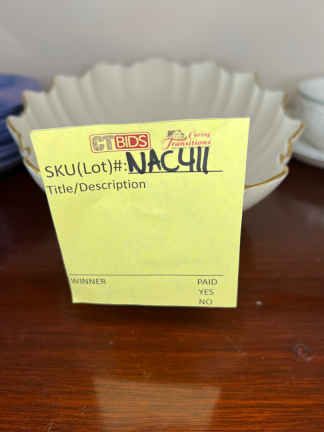 CTBIDS Caring Transitions
SKU(Lot)#: NAC411
Title/Description
WINNER PAID
YES
NO